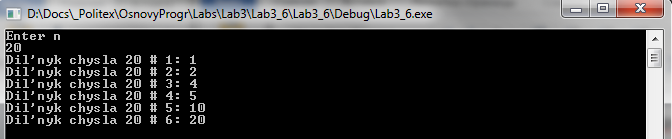 D:\Docs\_Politex\OsnovyProgr\Labs\Lab3\Lab3_6\Lab3_6\Debug\Lab3_6.exe
Enter n
20
Dil'nyk chysla 20 # 1: 1
Dil'nyk chysla 20 # 2: 2
Dil'nyk chysla 20 # 3: 4
Dil'nyk chysla 20 # 4: 5
Dil'nyk chysla 20 # 5: 10
Dil'nyk chysla 20 # 6: 20